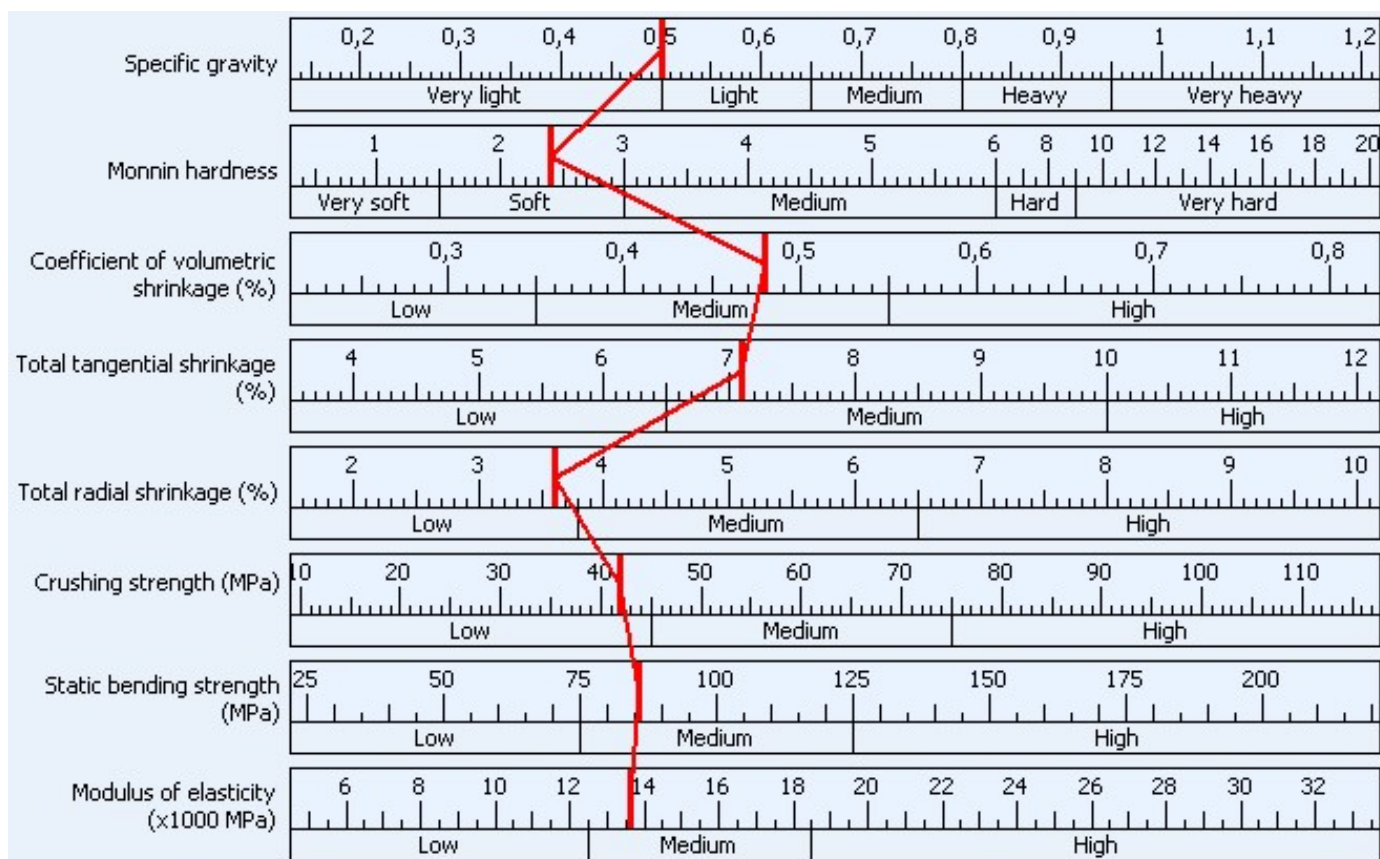 0,2 0,3 0,4 0,5 0,6 0,7 0,8 0,9 1 1,1 1,2
Specific gravity
Very light Light Medium Heavy Very heavy
1 2 3 4 5 6 8 10 12 14 16 18 20
Monnin hardness
Very soft Soft Medium Hard Very hard
0,3 0,4 0,5 0,6 0,7 0,8
Coefficient of volumetric
shrinkage (%)
Low Medium High
4 5 6 7 8 9 10 11 12
Total tangential shrinkage
(%)
Low Medium High
2 3 4 5 6 7 8 9 10
Total radial shrinkage (%)
Low Medium High
10 20 30 40 50 60 70 80 90 100 110
Crushing strength (MPa)
Low Medium High
25 50 75 100 125 150 175 200
Static bending strength
(MPa)
Low Medium High
6 8 10 12 14 16 18 20 22 24 26 28 30 32
Modulus of elasticity
(x1000 MPa)
Low Medium High